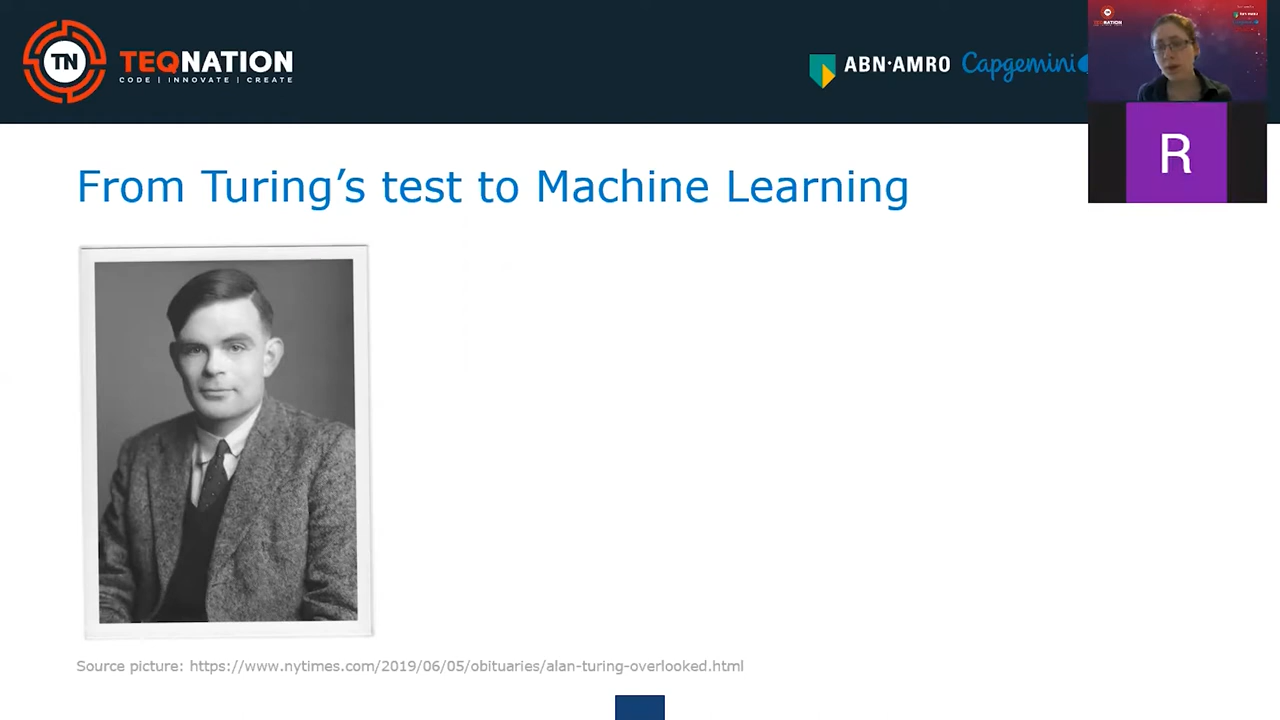 TN
TEQNATION
CODE | INNOVATE | CREATE
ABN·AMRO
Capgemini
R
From Turing's test to Machine Learning
Source picture: https://www.nytimes.com/2019/06/05/obituaries/alan-turing-overlooked.html